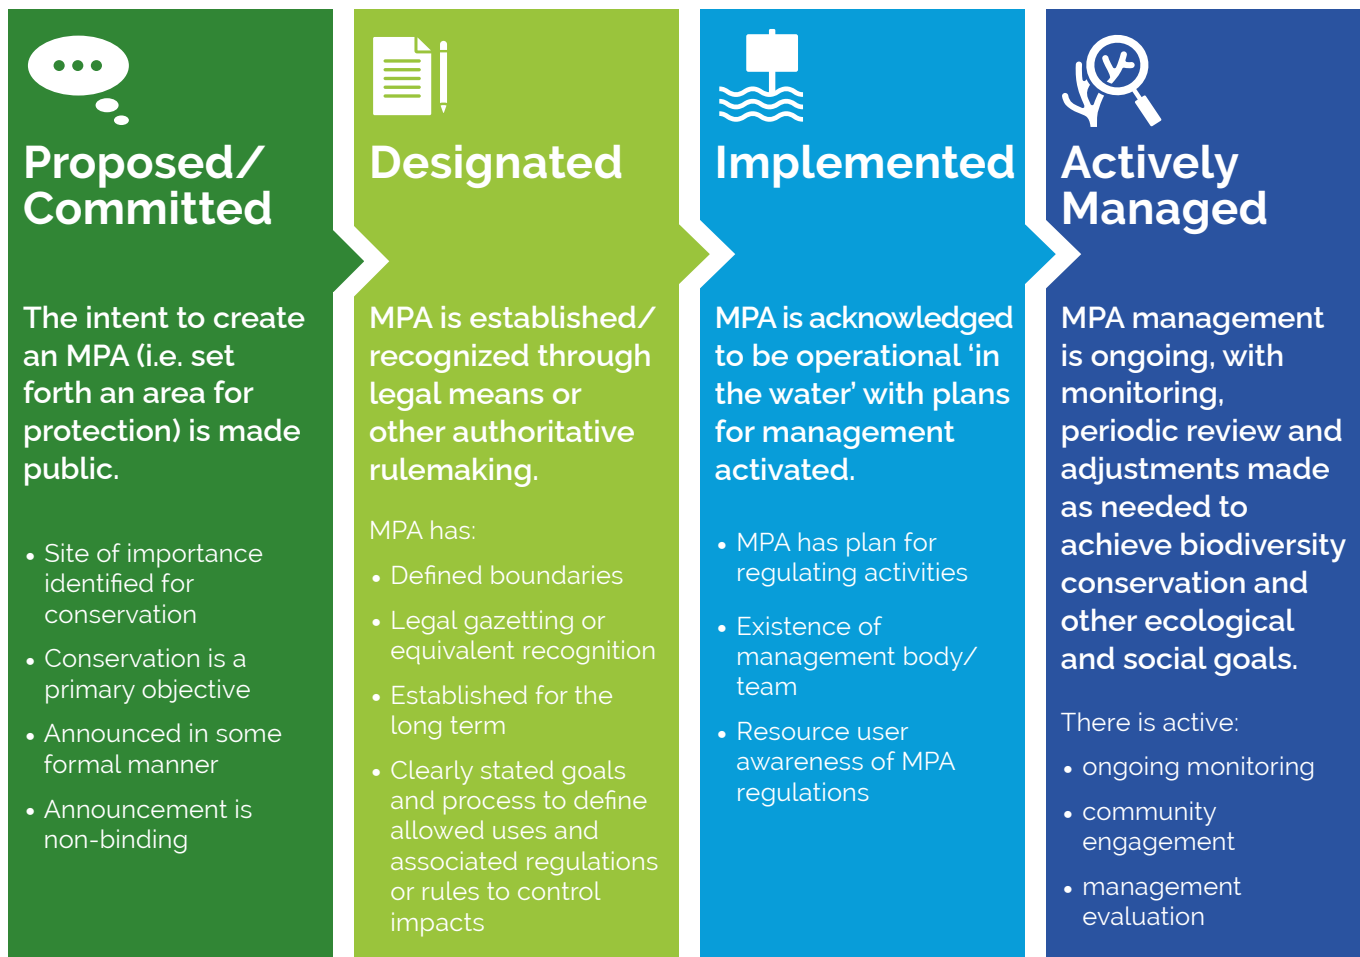 Proposed/
Committed
The intent to create
an MPA (i.e. set
forth an area for
protection) is made
public.
• Site of importance
identified for
conservation
• Conservation is a
primary objective
• Announced in some
formal manner
• Announcement is
non-binding
Designated
MPA is established/
recognized through
legal means or
other authoritative
rulemaking.
MPA has:
• Defined boundaries
• Legal gazetting or
equivalent recognition
• Established for the
long term
• Clearly stated goals
and process to define
allowed uses and
associated regulations
or rules to control
impacts
Implemented
MPA is acknowledged
to be operational ‘in
the water’ with plans
for management
activated.
• MPA has plan for
regulating activities
• Existence of
management body/
team
• Resource user
awareness of MPA
regulations
Actively
Managed
MPA management
is ongoing, with
monitoring,
periodic review and
adjustments made
as needed to
achieve biodiversity
conservation and
other ecological
and social goals.
There is active:
• ongoing monitoring
• community
engagement
• management
evaluation